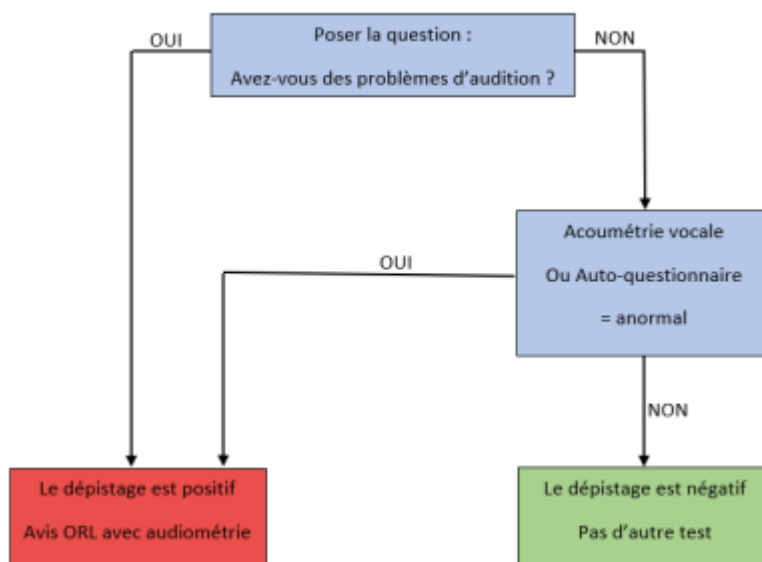 Poser la question :
Avez-vous des problèmes d'audition ?
OUI
NON
Acoumétrie vocale
Ou Auto-questionnaire
= anormal
OUI
NON
Le dépistage est positif
Avis ORL avec audiométrie
Le dépistage est négatif
Pas d'autre test